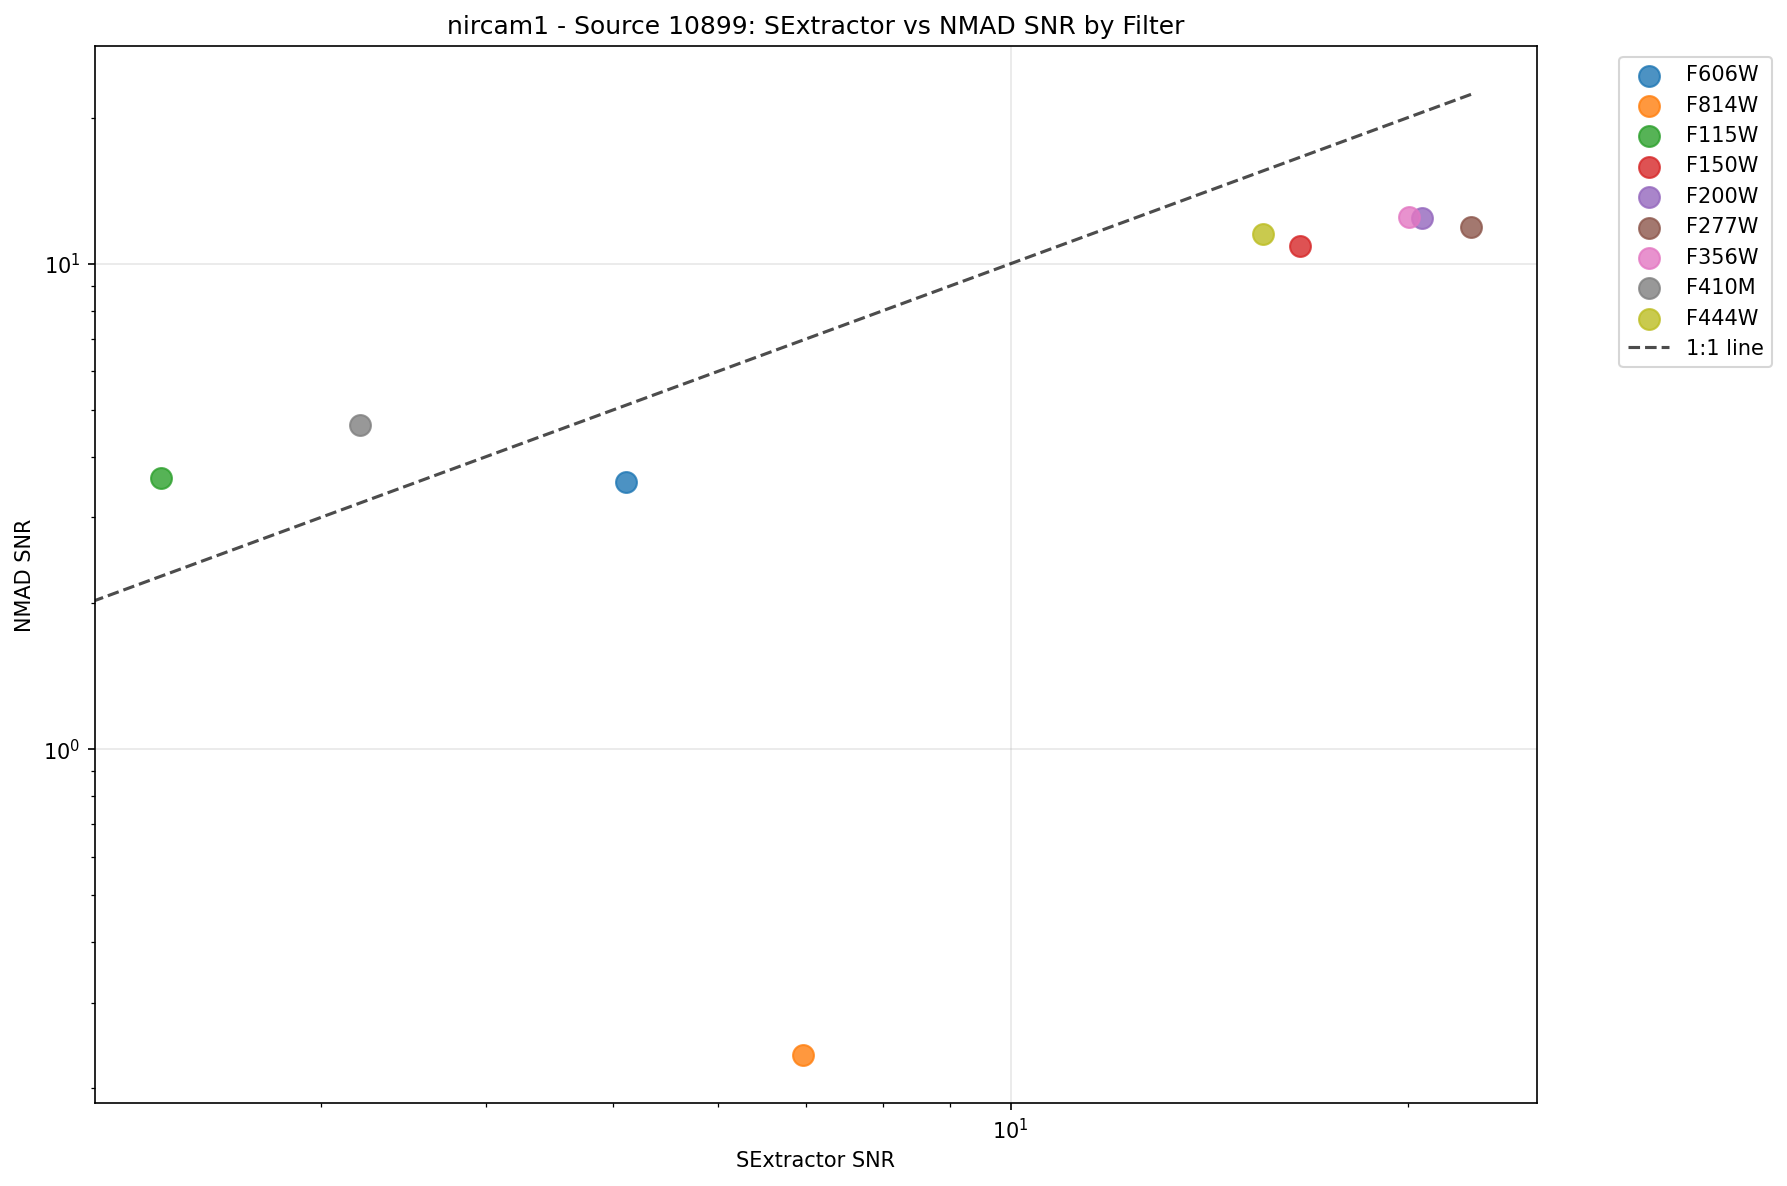 nircam1 - Source 10899: SExtractor vs NMAD SNR by Filter
F606W
F814W
F115W
F150W
F200W
F277W
F356W
F410M
F444W
1:1 line
NMAD SNR
10¹
10⁰
10¹
SExtractor SNR